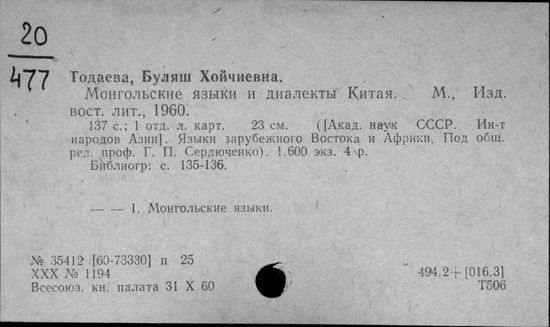 20
477
Тодаева, Буляш Хойчиевна.
Монгольские языки и диалекты Китая. М., Изд.
вост. лит., 1960.
137 с.; 1 отд. л. карт. 23 см. ([Акад. наук СССР. Ин-т
народов Азии]. Языки зарубежного Востока и Африки. Под общ.
ред. проф. Г. П. Сердюченко). 1.600 экз. 4 р.
Библиогр: с. 135-136.
— — 1. Монгольские языки.
№ 35412 [60-73330] п 25
XXX № 1194
Всесоюз. кн. палата 31 X 60
494.2+[016.3]
Т506